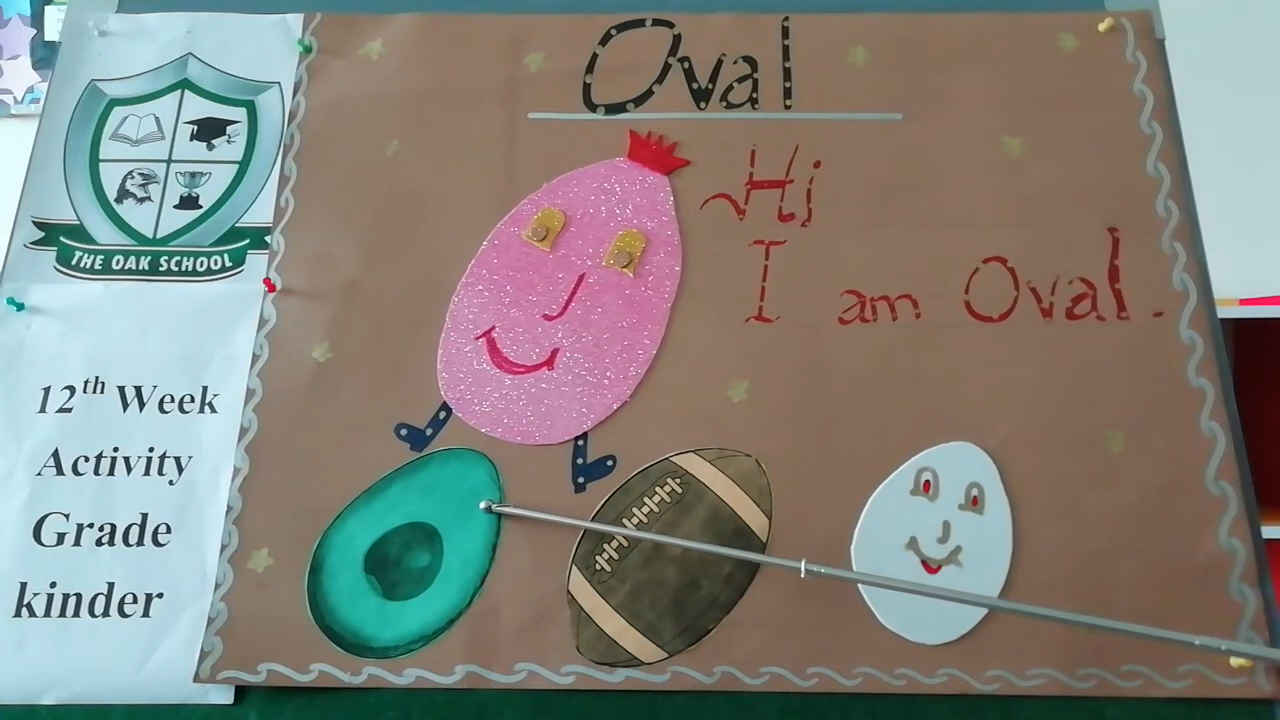 THE OAK SCHOOL
12th Week
Activity
Grade
kinder
Oval
Hi
I am Oval.